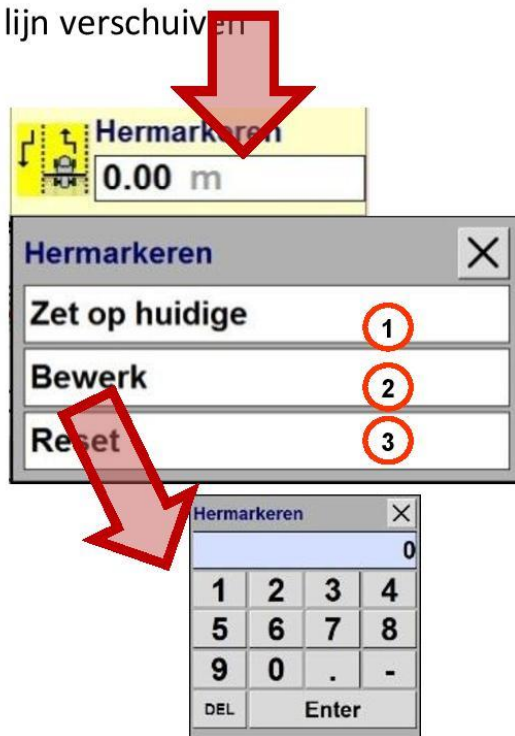 lijn verschuiven
Hermarkeren
0.00 m
Hermarkeren
Zet op huidige 1
Bewerk 2
Reset 3
Hermarkeren
0
1 2 3 4
5 6 7 8
9 0 . -
DEL Enter